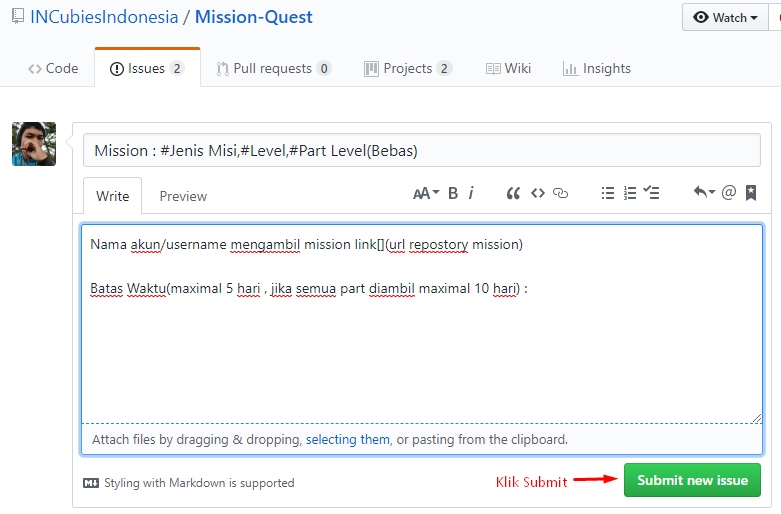 INCubiesIndonesia / Mission-Quest
Watch
Code Issues 2 Pull requests 0 Projects 2 Wiki Insights
Mission : #Jenis Misi,#Level,#Part Level(Bebas)
Write Preview AA B i
Nama akun/username mengambil mission link[](url repostory mission)
Batas Waktu(maximal 5 hari , jika semua part diambil maximal 10 hari) :
Attach files by dragging & dropping, selecting them, or pasting from the clipboard.
Styling with Markdown is supported
Klik Submit
Submit new issue